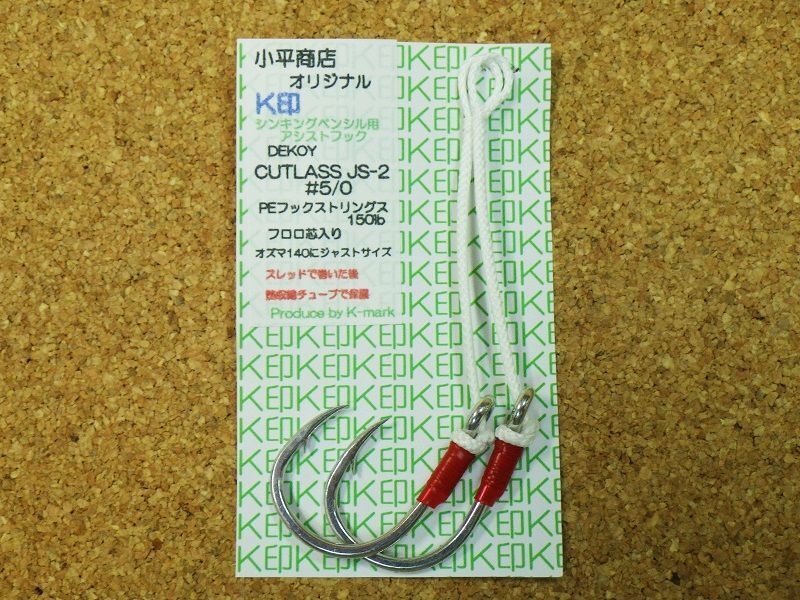 小平商店
オリジナル
K印
シンキングペンシル用
アシストフック
DEKOY
CUTLASS JS-2
#5/0
PEフックストリングス
150lb
フロロ芯入り
オズマ140にジャストサイズ
スレッドで巻いた後
熱収縮チューブで保護
Produce by K-mark